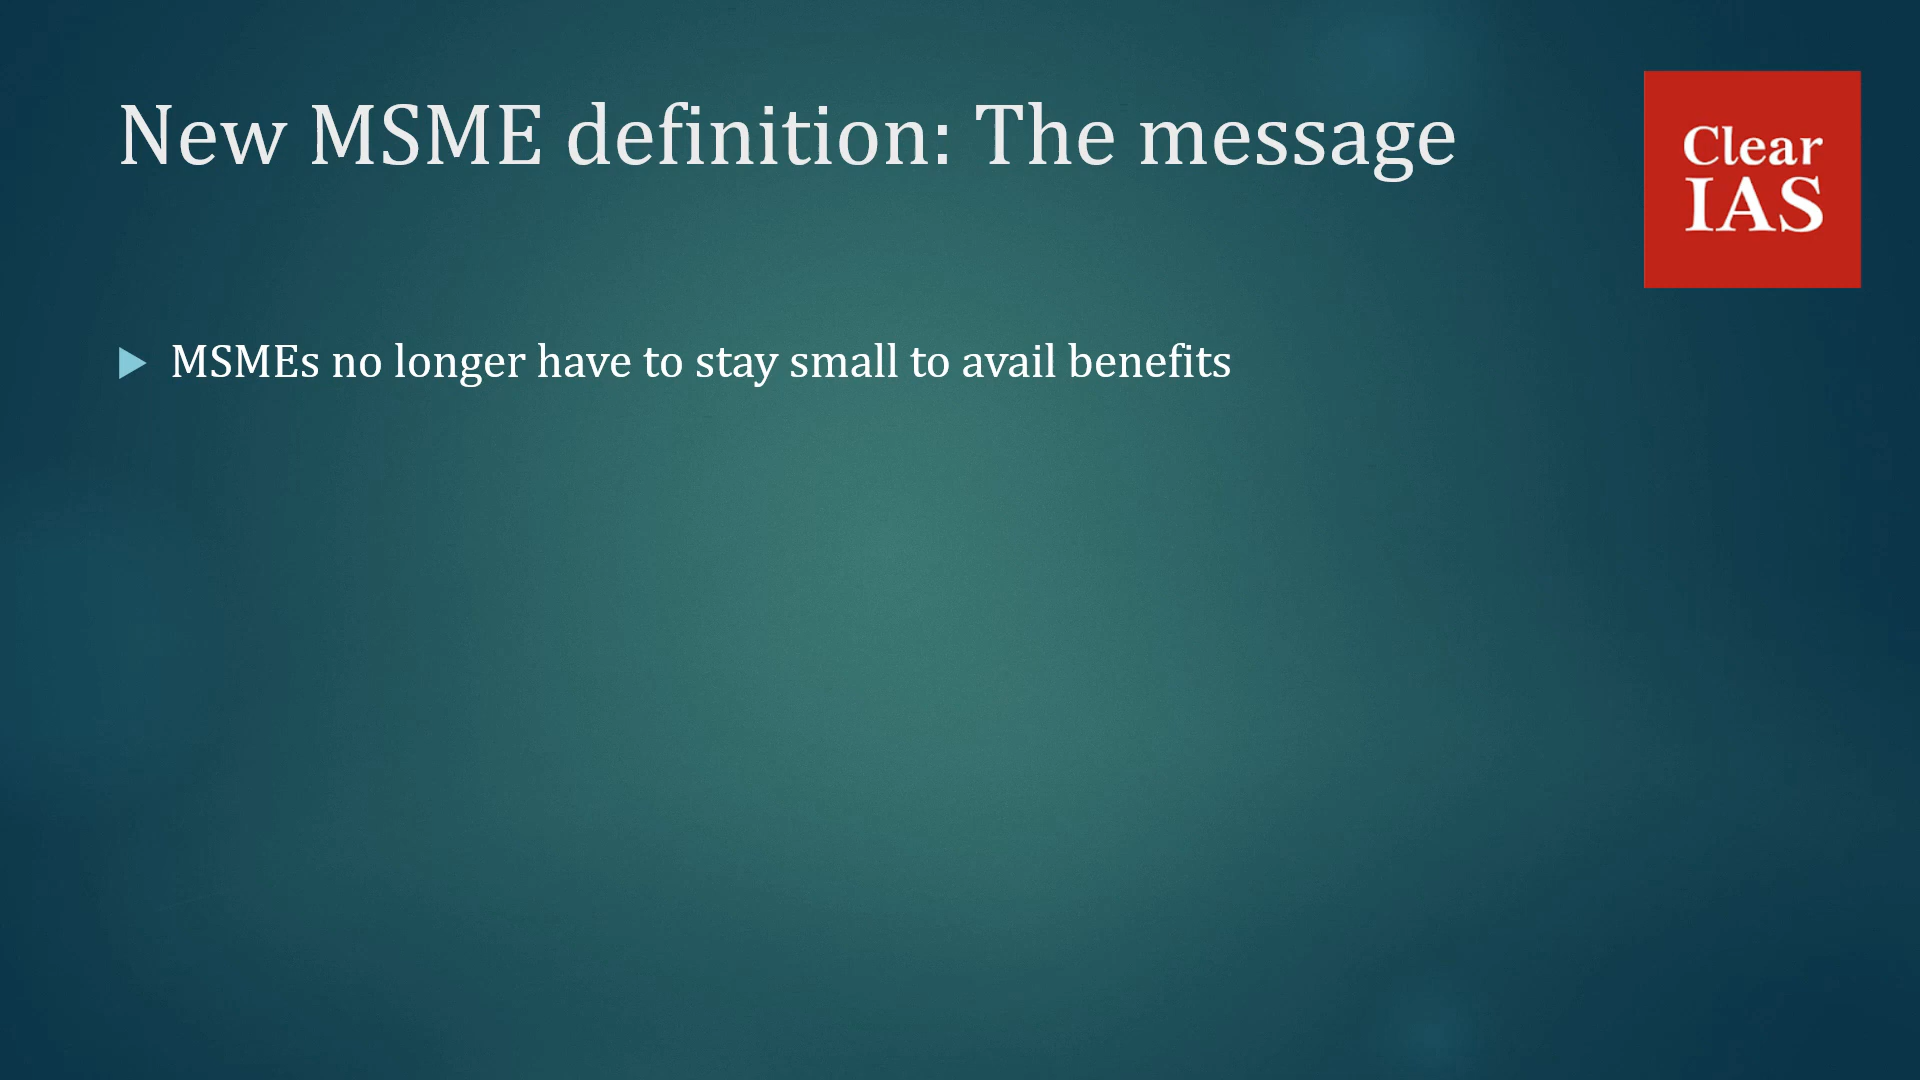 New MSME definition: The message
Clear
IAS
MSMEs no longer have to stay small to avail benefits